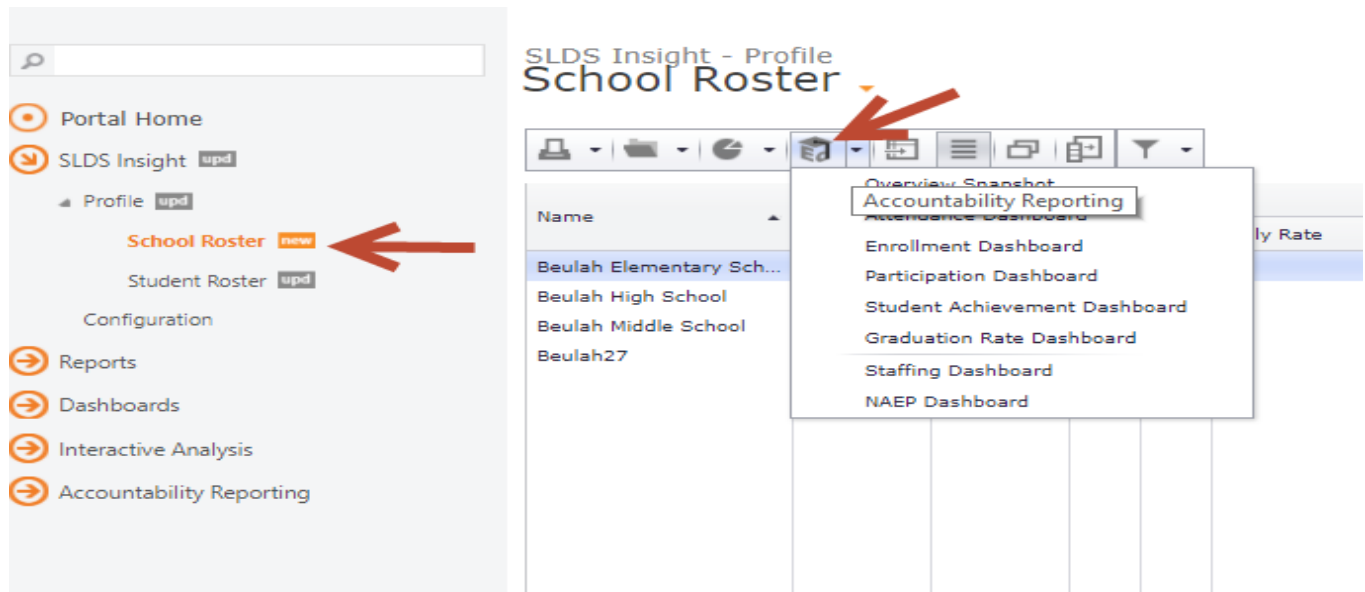 Portal Home
SLDS Insight upd
Profile upd
School Roster new
Student Roster upd
Configuration
Reports
Dashboards
Interactive Analysis
Accountability Reporting
SLDS Insight - Profile
School Roster
Name
ly Rate
Beulah Elementary Sch...
Beulah High School
Beulah Middle School
Beulah27
Overview Snapshot
Accountability Reporting
Attendance Dashboard
Enrollment Dashboard
Participation Dashboard
Student Achievement Dashboard
Graduation Rate Dashboard
Staffing Dashboard
NAEP Dashboard